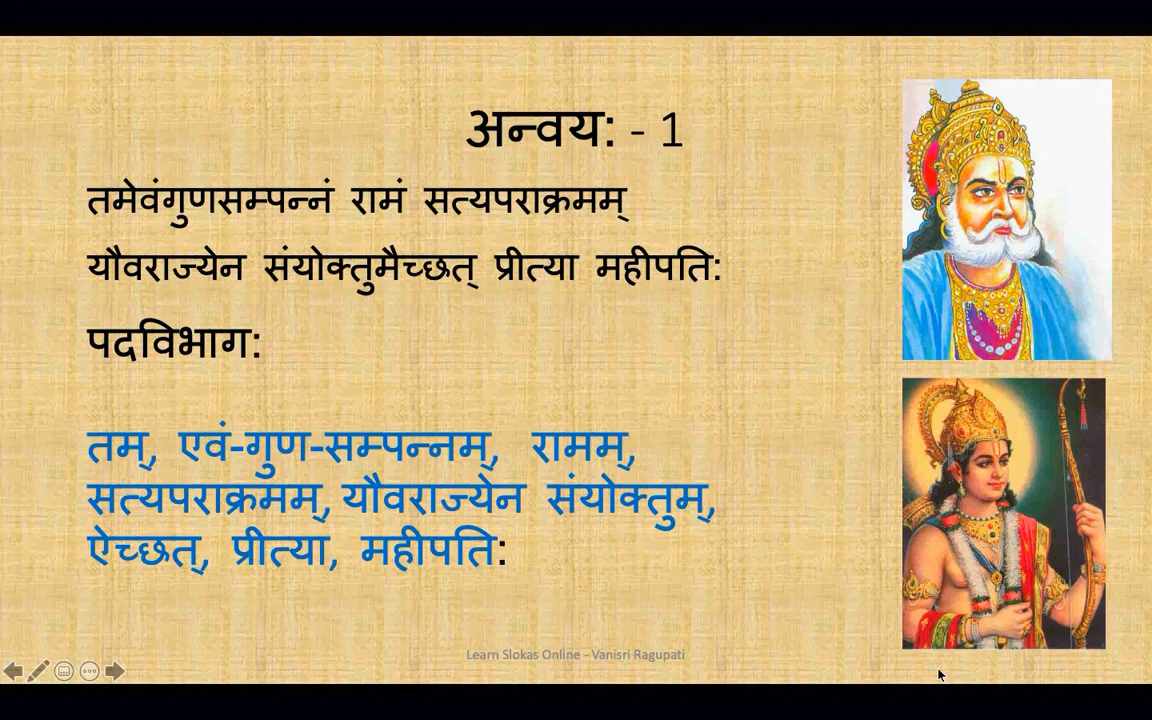 अन्वय: - 1
तमेवंगुणसम्पन्नं रामं सत्यपराक्रमम्
यौवराज्येन संयोक्तुमैच्छत् प्रीत्या महीपति:
पदविभाग:
तम्, एवं-गुण-सम्पन्नम्, रामम्,
सत्यपराक्रमम्, यौवराज्येन संयोक्तुम्,
ऐच्छत्, प्रीत्या, महीपति:
Learn Slokas Online - Vanisri Ragupati